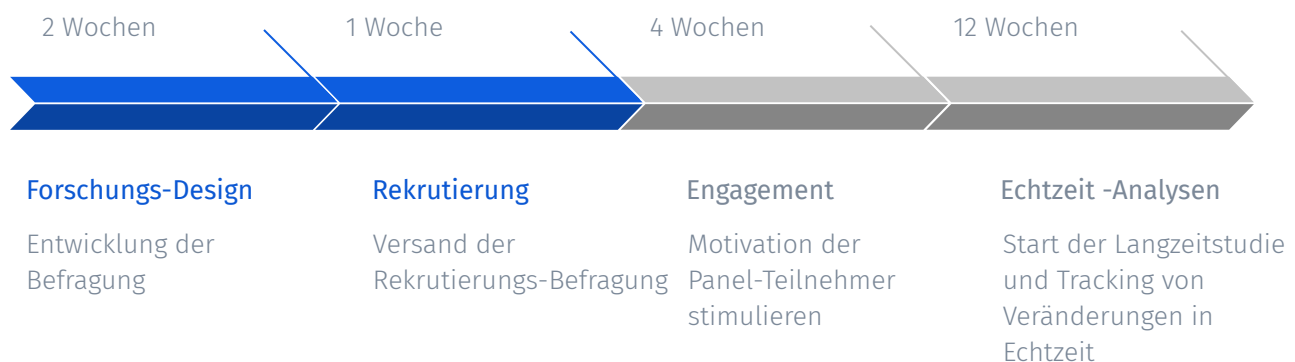 2 Wochen
1 Woche
4 Wochen
12 Wochen
Forschungs-Design
Entwicklung der
Befragung
Rekrutierung
Versand der
Rekrutierungs-Befragung
Engagement
Motivation der
Panel-Teilnehmer
stimulieren
Echtzeit -Analysen
Start der Langzeitstudie
und Tracking von
Veränderungen in
Echtzeit